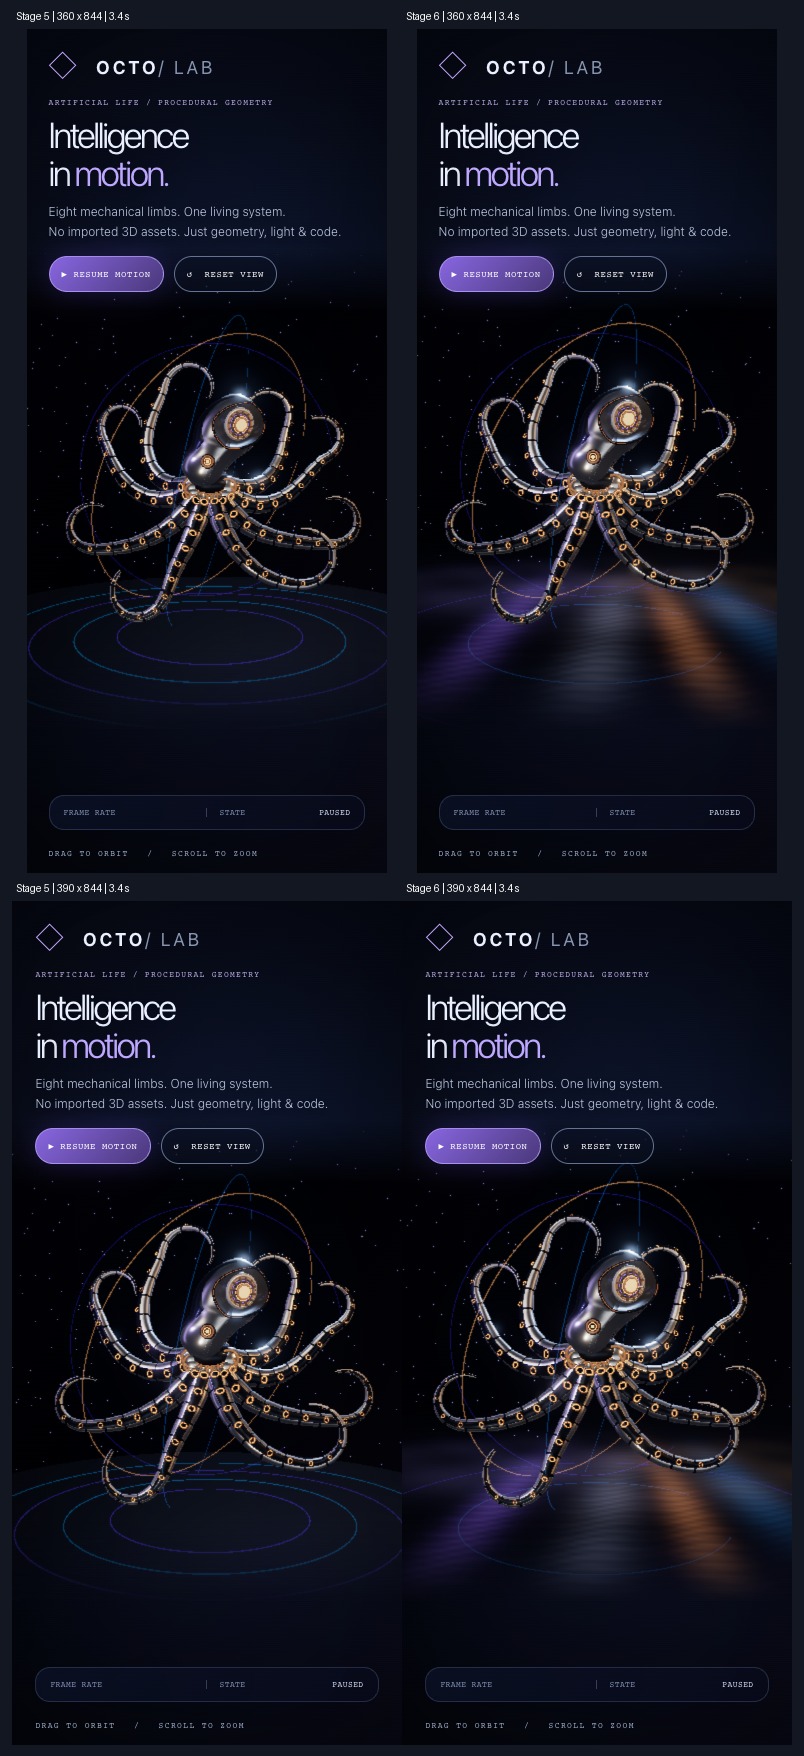 Stage 5 | 360 x 844 | 3.4s
OCTO/ LAB
ARTIFICIAL LIFE / PROCEDURAL GEOMETRY
Intelligence
in motion.
Eight mechanical limbs. One living system.
No imported 3D assets. Just geometry, light & code.
▶ RESUME MOTION ↺ RESET VIEW
FRAME RATE | STATE PAUSED
DRAG TO ORBIT / SCROLL TO ZOOM
Stage 6 | 360 x 844 | 3.4s
OCTO/ LAB
ARTIFICIAL LIFE / PROCEDURAL GEOMETRY
Intelligence
in motion.
Eight mechanical limbs. One living system.
No imported 3D assets. Just geometry, light & code.
▶ RESUME MOTION ↺ RESET VIEW
FRAME RATE | STATE PAUSED
DRAG TO ORBIT / SCROLL TO ZOOM
Stage 5 | 390 x 844 | 3.4s
OCTO/ LAB
ARTIFICIAL LIFE / PROCEDURAL GEOMETRY
Intelligence
in motion.
Eight mechanical limbs. One living system.
No imported 3D assets. Just geometry, light & code.
▶ RESUME MOTION ↺ RESET VIEW
FRAME RATE | STATE PAUSED
DRAG TO ORBIT / SCROLL TO ZOOM
Stage 6 | 390 x 844 | 3.4s
OCTO/ LAB
ARTIFICIAL LIFE / PROCEDURAL GEOMETRY
Intelligence
in motion.
Eight mechanical limbs. One living system.
No imported 3D assets. Just geometry, light & code.
▶ RESUME MOTION ↺ RESET VIEW
FRAME RATE | STATE PAUSED
DRAG TO ORBIT / SCROLL TO ZOOM